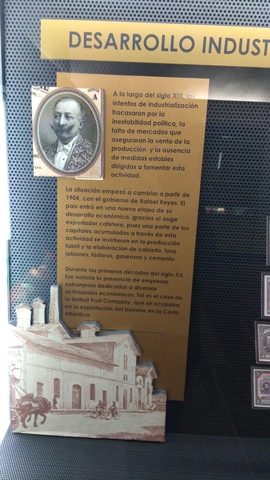 DESARROLLO INDUST
A lo largo del siglo XIX, los
intentos de industrialización
fracasaron por la
inestabilidad política, la
falta de mercados que
aseguraran la venta de la
producción y la ausencia
de medidas estables
dirigidas a fomentar esta
actividad.
La situación empezó a cambiar a partir de
1904, con el gobierno de Rafael Reyes. El
país entró en una nueva etapa de su
desarrollo económico, gracias al auge
exportador cafetero, pues una parte de los
capitales acumulados a través de esta
actividad se invirtieron en la producción
fabril y la elaboración de calzado, loza,
jabones, fósforos, gaseosas y cemento.
Durante las primeras décadas del siglo XX
fue notoria la presencia de empresas
extranjeras dedicadas a diversas
actividades económicas. Tal es el caso de
la United Fruit Company, que se ocupaba
en la explotación del banano en la Costa
Atlántica.